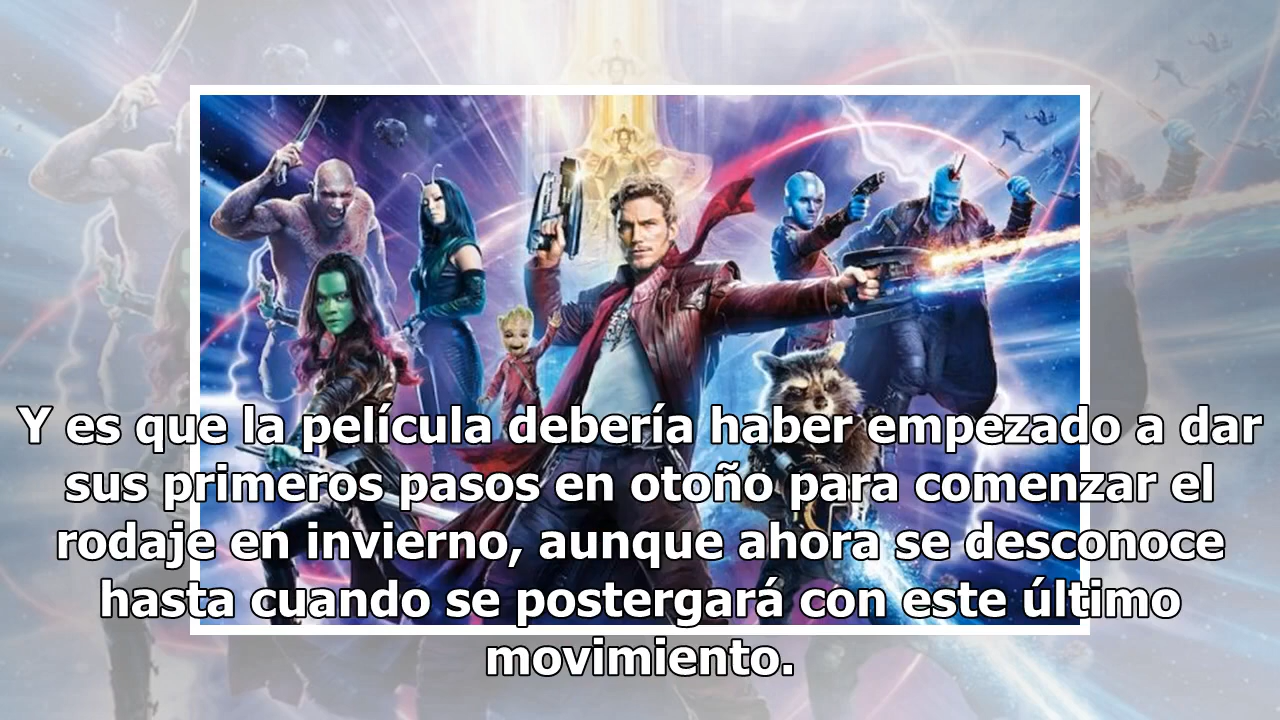 Y es que la película debería haber empezado a dar
sus primeros pasos en otoño para comenzar el
rodaje en invierno, aunque ahora se desconoce
hasta cuando se postergará con este último
movimiento.